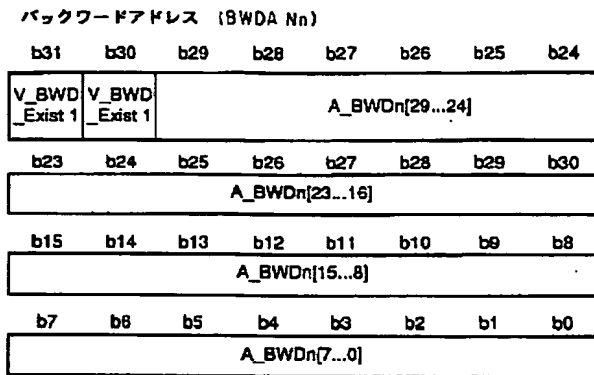 バックワードアドレス (BWDA Nn)
b31 b30 b29 b28 b27 b26 b25 b24
V_BWD _Exist 1 V_BWD _Exist 1 A_BWDn[29...24]
b23 b24 b25 b26 b27 b28 b29 b30
A_BWDn[23...16]
b15 b14 b13 b12 b11 b10 b9 b8
A_BWDn[15...8]
b7 b6 b5 b4 b3 b2 b1 b0
A_BWDn[7...0]